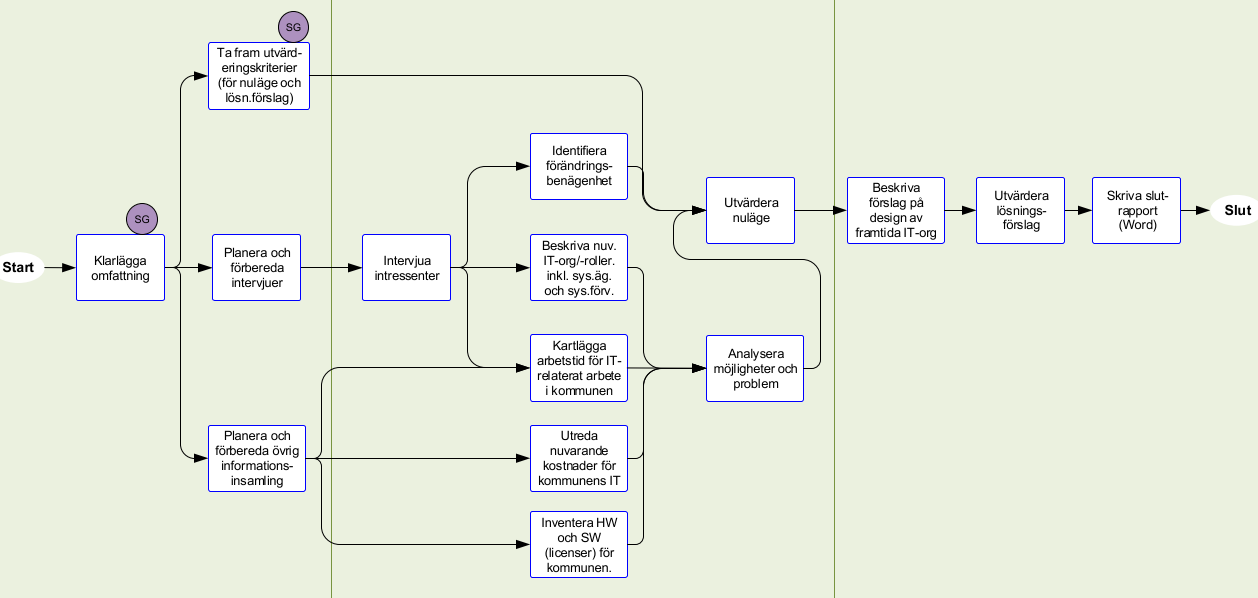 SG
Ta fram utvärd-
eringskriterier
(för nuläge och
lösn.förslag)
SG
Start
Klarlägga
omfattning
Planera och
förbereda
intervjuer
Planera och
förbereda övrig
informations-
insamling
Intervjua
intressenter
Identifiera
förändrings-
benägenhet
Beskriva nuv.
IT-org/-roller.
inkl. sys.äg.
och sys.förv.
Kartlägga
arbetstid för IT-
relaterat arbete
i kommunen
Utreda
nuvarande
kostnader för
kommunens IT
Inventera HW
och SW
(licenser) för
kommunen.
Utvärdera
nuläge
Analysera
möjligheter och
problem
Beskriva
förslag på
design av
framtida IT-org
Utvärdera
lösnings-
förslag
Skriva slut-
rapport
(Word)
Slut